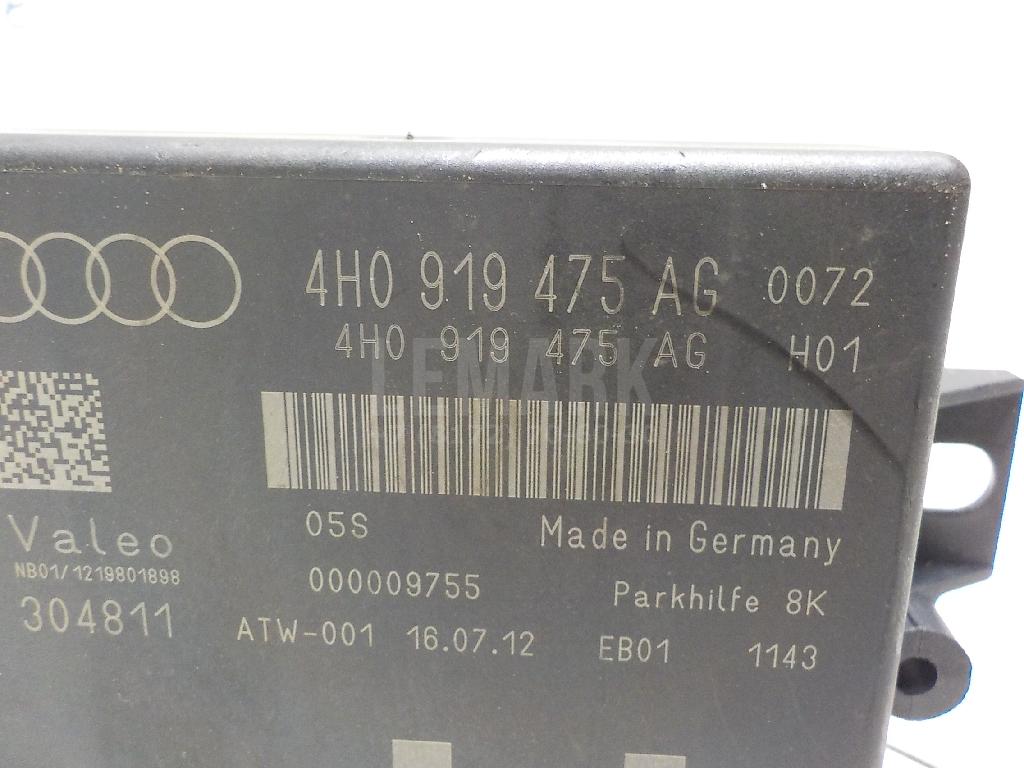 4H0 919 475 AG 0072
4H0 919 475 AG H01
LEMARK
05S Made in Germany
Valeo
NB01/1219801898
000009755 Parkhilfe 8K
304811
ATW-001 16.07.12 EB01 1143